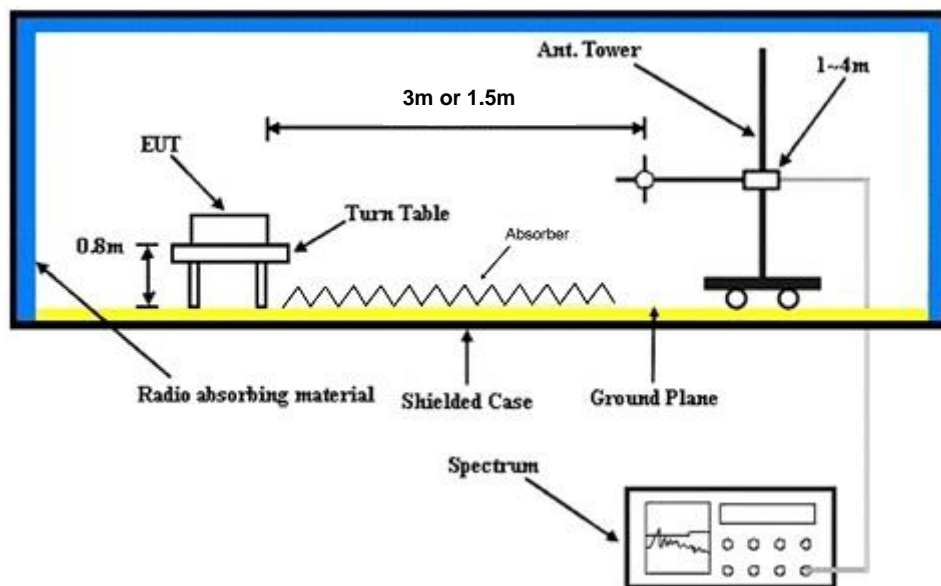 Ant. Tower
1~4m
3m or 1.5m
EUT
Turn Table
0.8m
Absorber
Radio absorbing material
Shielded Case
Ground Plane
Spectrum